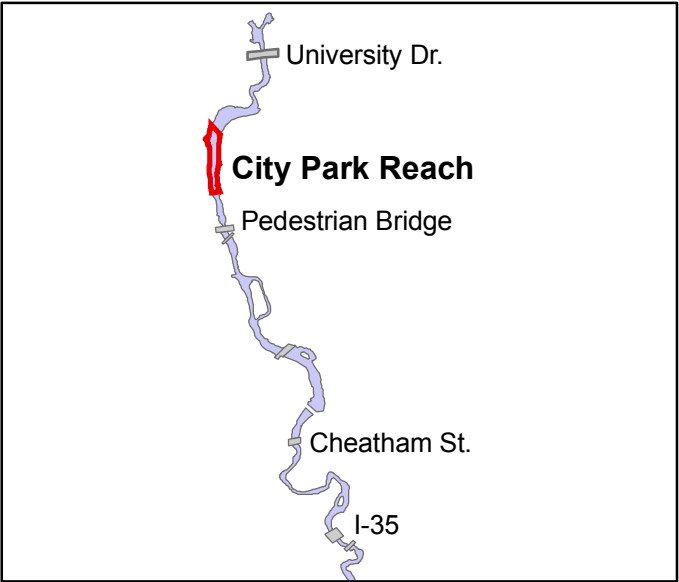 University Dr.
City Park Reach
Pedestrian Bridge
Cheatham St.
I-35